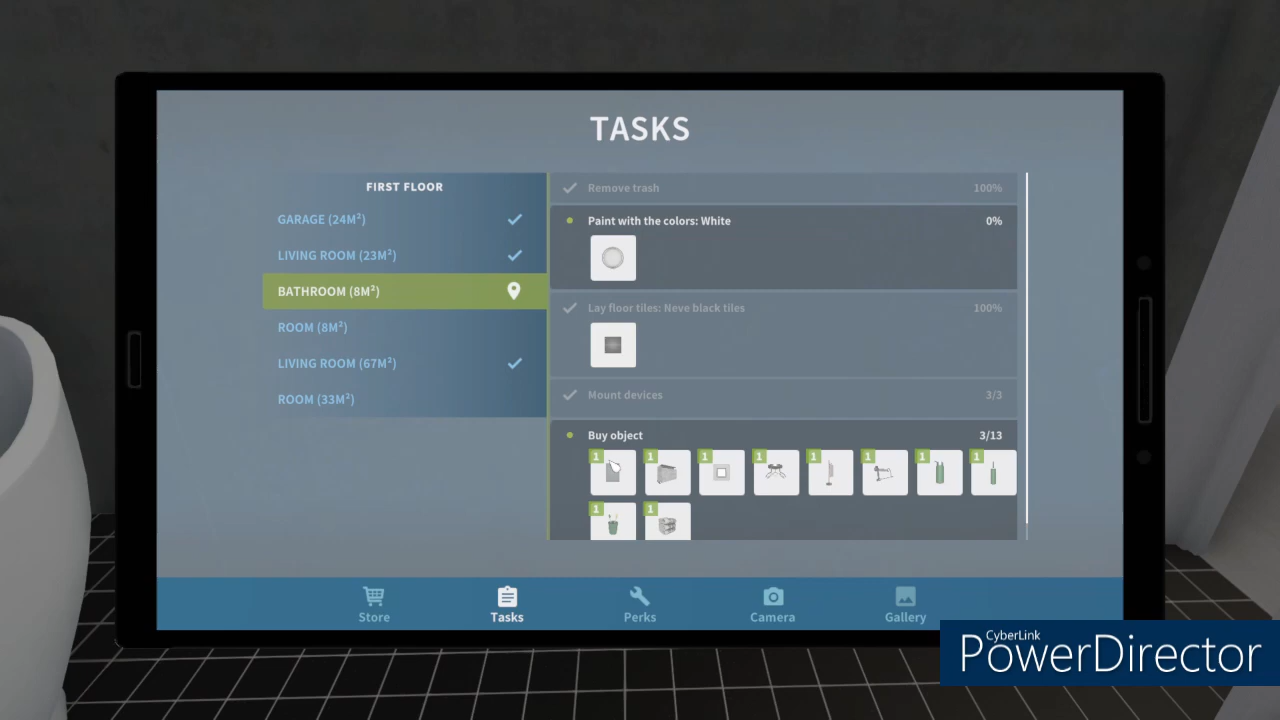 TASKS
FIRST FLOOR
GARAGE (24M²)
LIVING ROOM (23M²)
BATHROOM (8M²)
ROOM (8M²)
LIVING ROOM (67M²)
ROOM (33M²)
Remove trash 100%
Paint with the colors: White 0%
Lay floor tiles: Neve black tiles 100%
Mount devices 3/3
Buy object 3/13
1 1 1 1 1 1 1 1
1 1
Store Tasks Perks Camera Gallery
CyberLink
PowerDirector